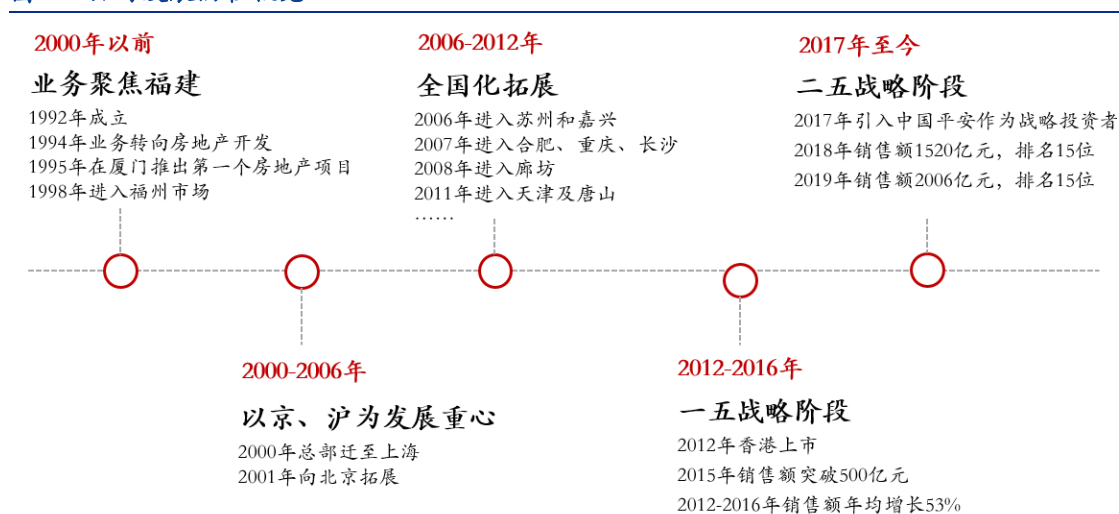 2000年以前
业务聚焦福建
1992年成立
1994年业务转向房地产开发
1995年在厦门推出第一个房地产项目
1998年进入福州市场
2000-2006年
以京、沪为发展重心
2000年总部迁至上海
2001年向北京拓展
2006-2012年
全国化拓展
2006年进入苏州和嘉兴
2007年进入合肥、重庆、长沙
2008年进入廊坊
2011年进入天津及唐山
……
2012-2016年
一五战略阶段
2012年香港上市
2015年销售额突破500亿元
2012-2016年销售额年均增长53%
2017年至今
二五战略阶段
2017年引入中国平安作为战略投资者
2018年销售额1520亿元，排名15位
2019年销售额2006亿元，排名15位